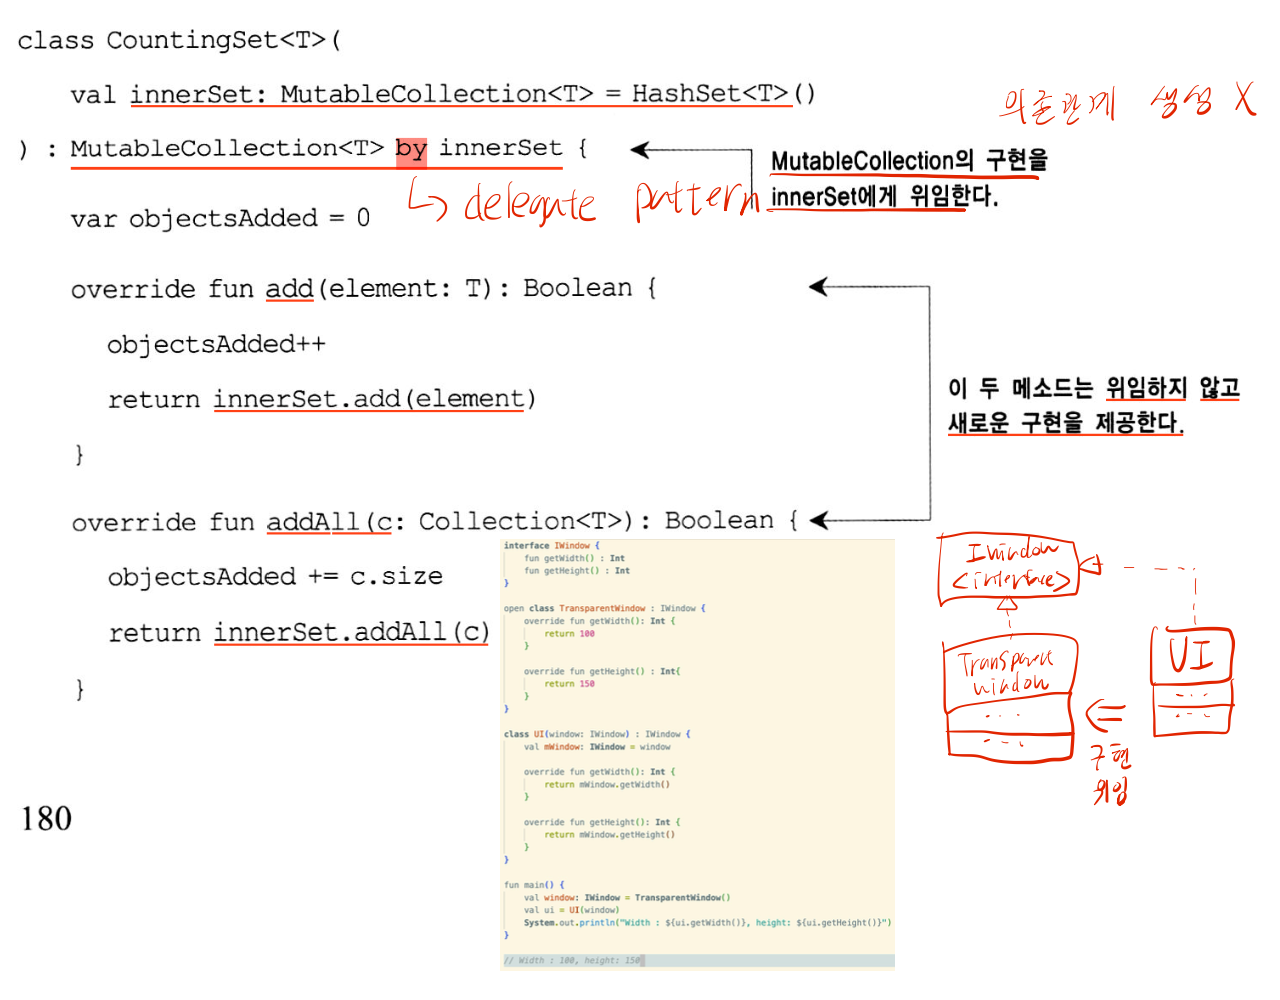 class CountingSet<T>(
val innerSet: MutableCollection<T> = HashSet<T>()
의존관계 생성 X
) : MutableCollection<T> by innerSet {
MutableCollection의 구현을
innerSet에게 위임한다.
delegate pattern
var objectsAdded = 0
override fun add(element: T): Boolean {
objectsAdded++
return innerSet.add(element)
}
이 두 메소드는 위임하지 않고
새로운 구현을 제공한다.
override fun addAll(c: Collection<T>): Boolean {
objectsAdded += c.size
return innerSet.addAll(c)
}
interface IWindow {
fun getWidth() : Int
fun getHeight() : Int
}
open class TransparentWindow : IWindow {
override fun getWidth(): Int {
return 100
}
override fun getHeight() : Int{
return 150
}
}
class UI(window: IWindow) : IWindow {
val mWindow: IWindow = window
override fun getWidth(): Int {
return mWindow.getWidth()
}
override fun getHeight(): Int {
return mWindow.getHeight()
}
}
fun main() {
val window: IWindow = TransparentWindow()
val ui = UI(window)
System.out.println("Width : ${ui.getWidth()}, height: ${ui.getHeight()}")
}
// Width : 100, height: 150
IWindow
<interface>
Transparent
window
UI
구현
위임
180